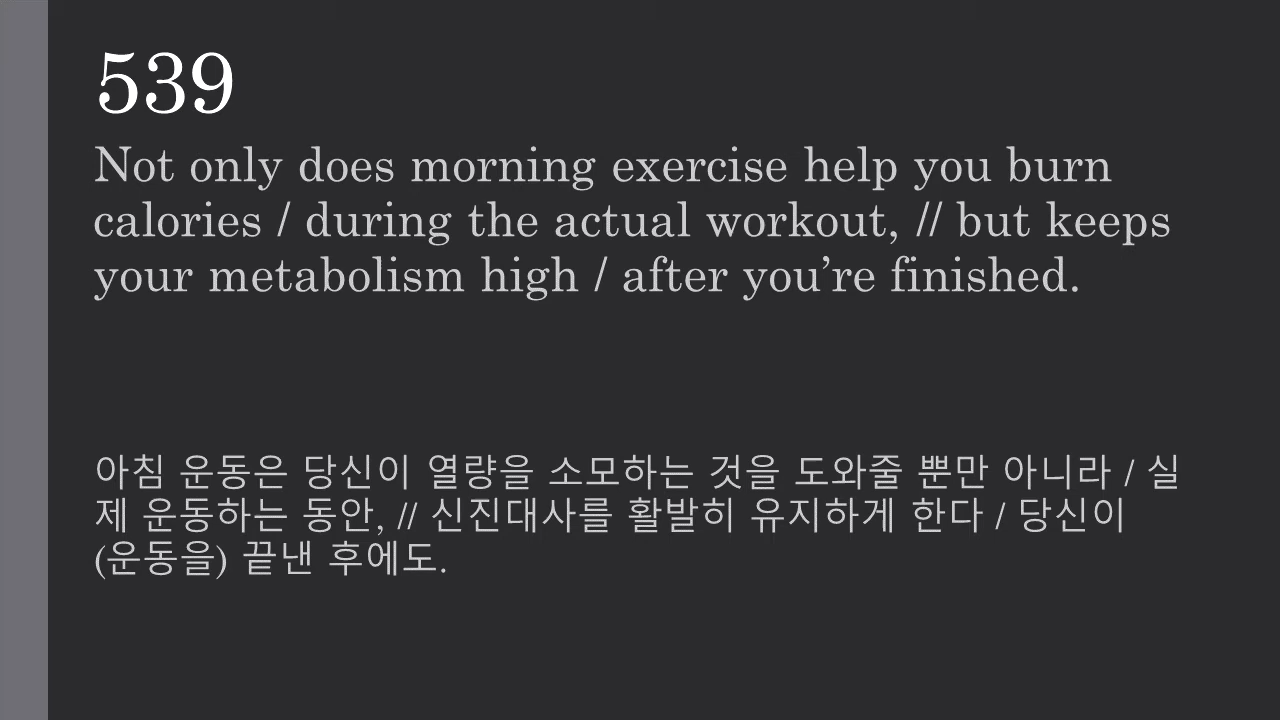 539
Not only does morning exercise help you burn
calories / during the actual workout, // but keeps
your metabolism high / after you’re finished.
아침 운동은 당신이 열량을 소모하는 것을 도와줄 뿐만 아니라 / 실
제 운동하는 동안, // 신진대사를 활발히 유지하게 한다 / 당신이
(운동을) 끝낸 후에도.